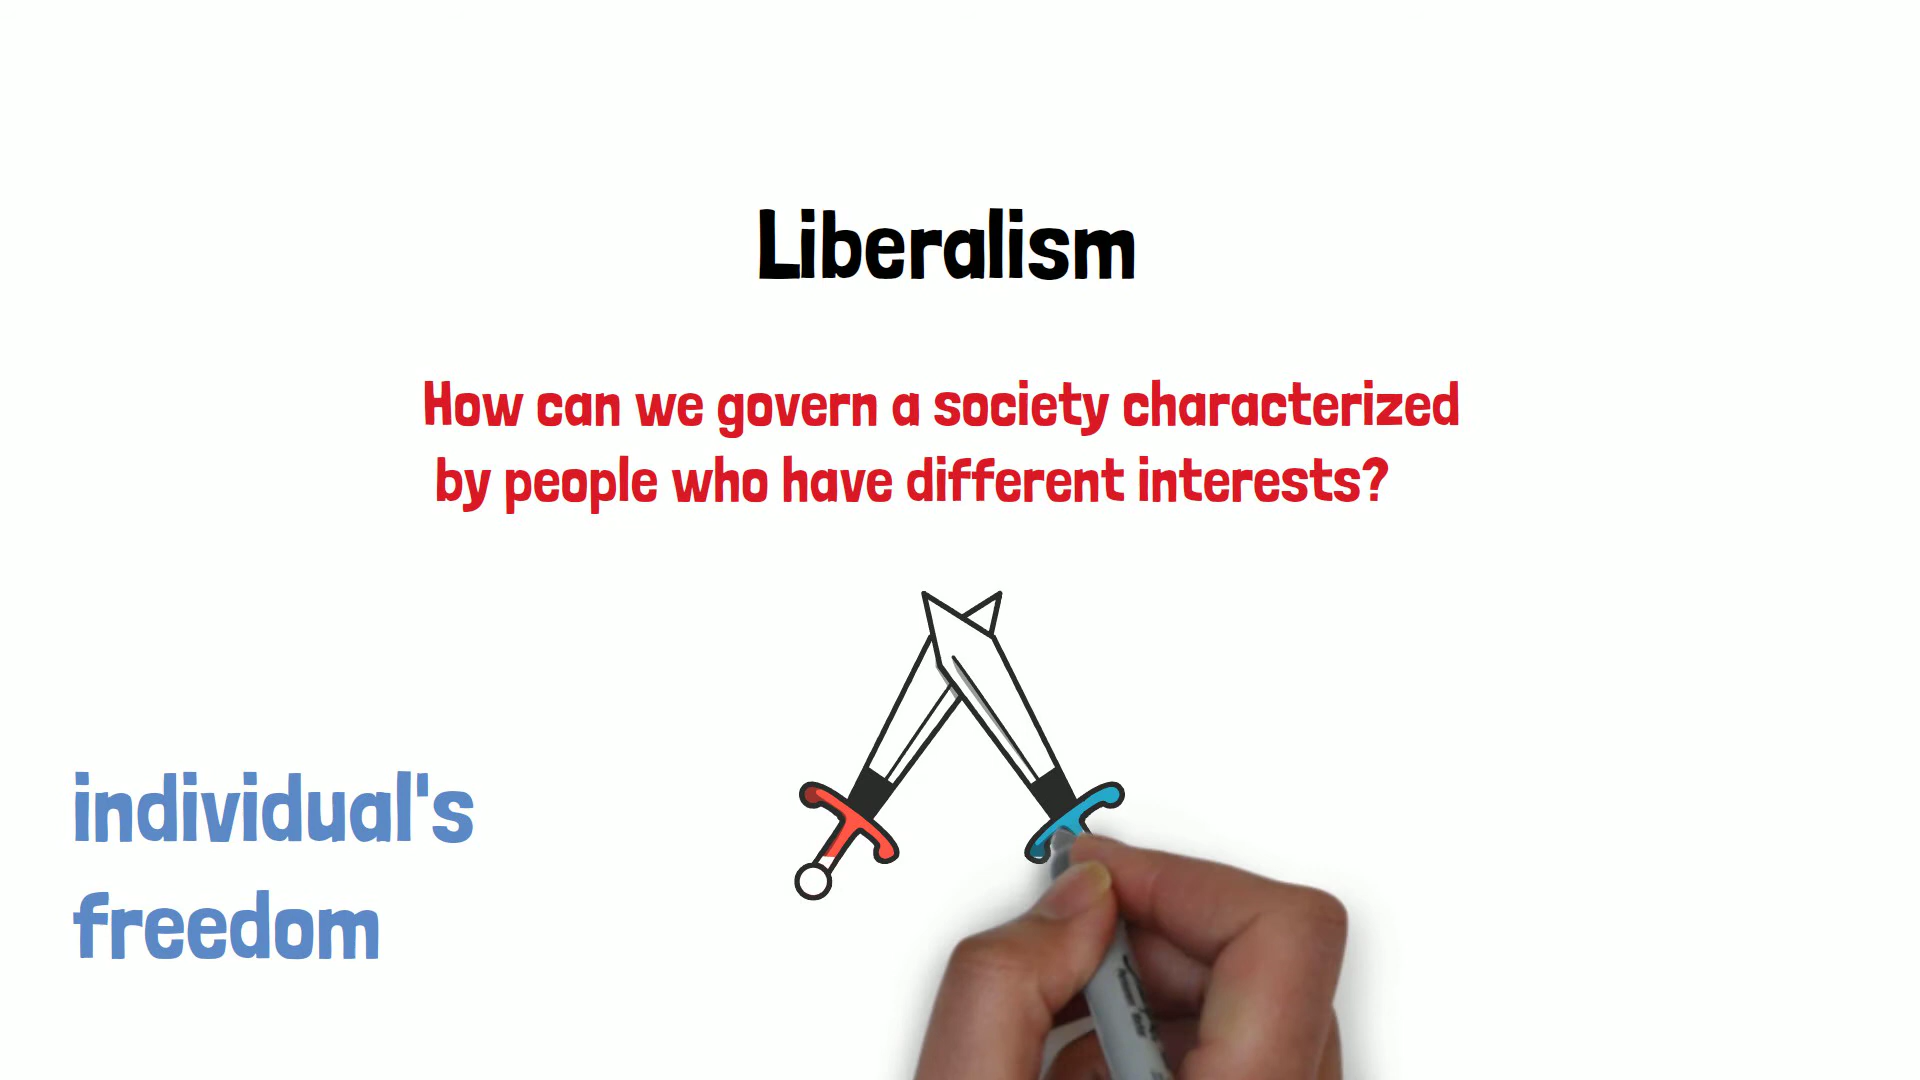 Liberalism
How can we govern a society characterized
by people who have different interests?
individual's
freedom